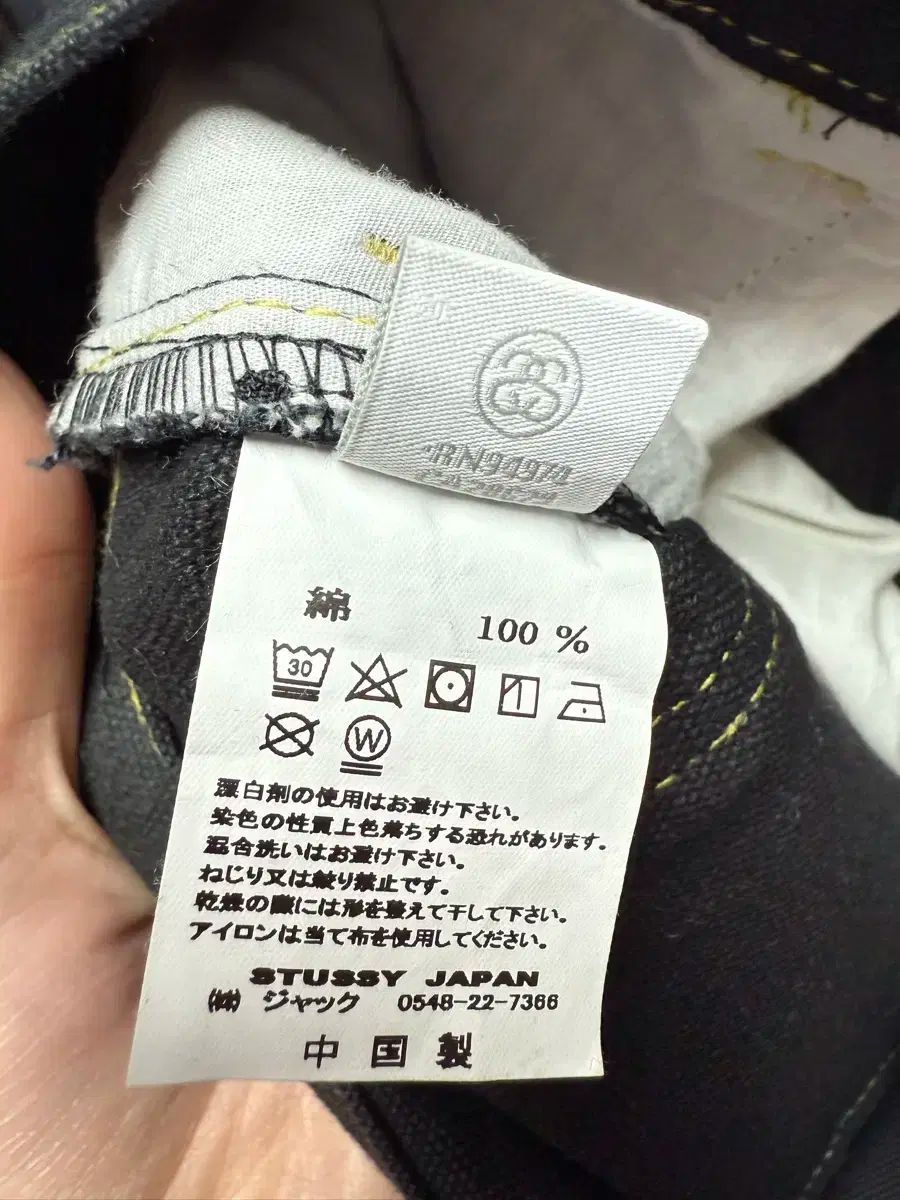 RN94974
綿 100 %
30
W
漂白剤の使用はお避け下さい。
染色の性質上色落ちする恐れがあります。
混合洗いはお避け下さい。
ねじり又は絞り禁止です。
乾燥の際には形を整えて干して下さい。
アイロンは当て布を使用してください。
STUSSY JAPAN
㈱ ジャック 0548-22-7366
中国製